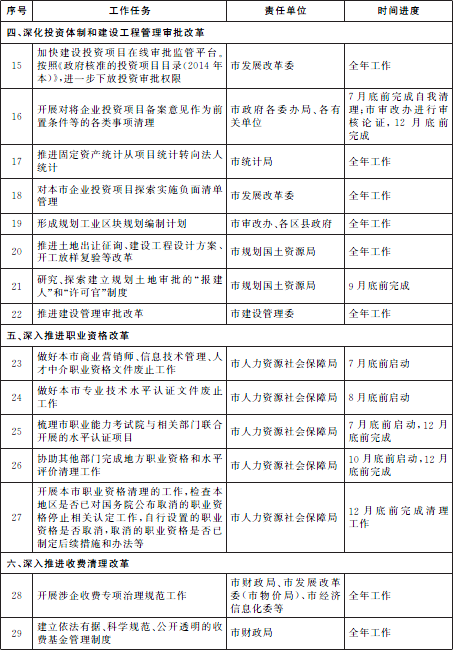 序号 工作任务 责任单位 时间进度
四、深化投资体制和建设工程管理审批改革
15 加快建设投资项目在线审批监管平台。
按照《政府核准的投资项目目录(2014年
本)》,进一步下放投资审批权限
市发展改革委 全年工作
16 开展对将企业投资项目备案意见作为前
置条件等的各类事项清理
市政府各委办局、各有
关单位
7月底前完成自我清
理;市审改办进行审核
论证,12月底前
完成
17 推进固定资产统计从项目统计转向法人
统计
市统计局 全年工作
18 对本市企业投资项目探索实施负面清单
管理
市发展改革委 全年工作
19 形成规划工业区块规划编制计划 市审改办、各区县政府 全年工作
20 推进土地出让征询、建设工程设计方案、
开工放样复验等改革
市规划国土资源局 全年工作
21 研究、探索建立规划土地审批的“报建
人”和“许可官”制度
市规划国土资源局 9月底前完成
22 推进建设管理审批改革 市建设管理委 全年工作
五、深入推进职业资格改革
23 做好本市商业营销师、信息技术管理、人
才中介职业资格文件废止工作
市人力资源社会保障局 7月底前启动
24 做好本市专业技术水平认证文件废止
工作
市人力资源社会保障局 8月底前启动
25 梳理市职业能力考试院与相关部门联合
开展的水平认证项目
市人力资源社会保障局 7月底前启动,12月
底前完成
26 协助其他部门完成地方职业资格和水平
评价清理工作
市人力资源社会保障局 10月底前启动,12月
底前完成
27 开展本市职业资格清理的工作,检查本
地区是否已对国务院公布取消的职业资
格停止相关认定工作,自行设置的职业
资格是否取消,取消的职业资格是否已
制定后续措施和办法等
市人力资源社会保障局 12月底前完成清理
工作
六、深入推进收费清理改革
28 开展涉企收费专项治理规范工作
市财政局、市发展改革
委(市物价局)、市经济
信息化委等
全年工作
29 建立依法有据、科学规范、公开透明的收
费基金管理制度
市财政局 全年工作